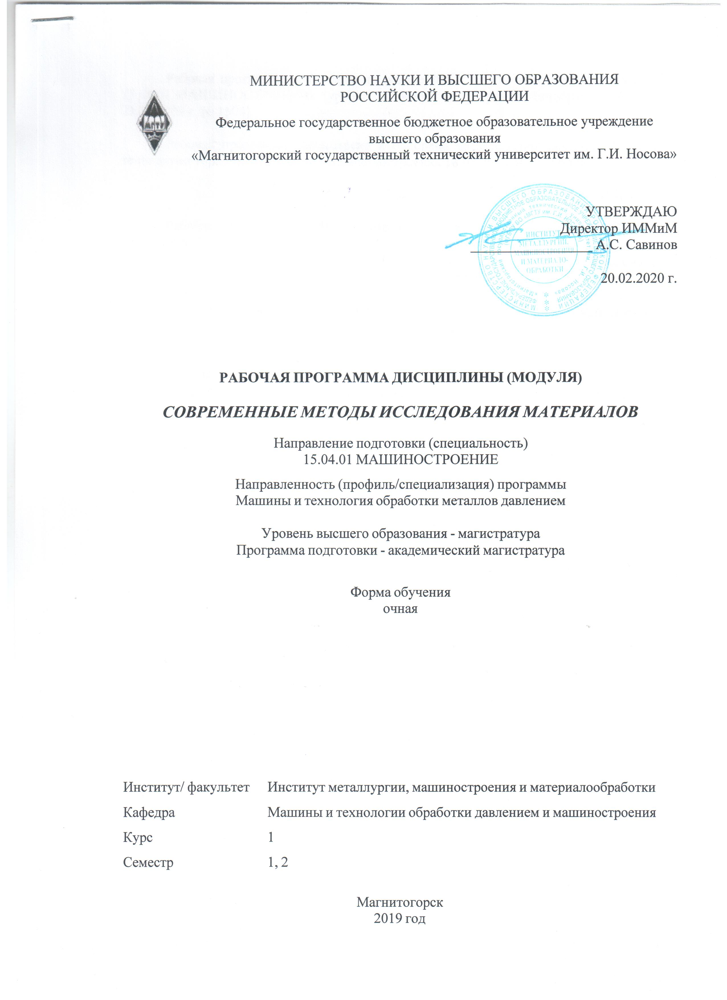 МИНИСТЕРСТВО НАУКИ И ВЫСШЕГО ОБРАЗОВАНИЯ
РОССИЙСКОЙ ФЕДЕРАЦИИ
МГТУ
Федеральное государственное бюджетное образовательное учреждение
высшего образования
«Магнитогорский государственный технический университет им. Г.И. Носова»
УТВЕРЖДАЮ
Директор ИММиМ
А.С. Савинов
20.02.2020 г.
ИНСТИТУТ
МЕТАЛЛУРГИИ,
МАШИНОСТРОЕНИЯ
И МАТЕРИАЛО-
ОБРАБОТКИ
РАБОЧАЯ ПРОГРАММА ДИСЦИПЛИНЫ (МОДУЛЯ)
СОВРЕМЕННЫЕ МЕТОДЫ ИССЛЕДОВАНИЯ МАТЕРИАЛОВ
Направление подготовки (специальность)
15.04.01 МАШИНОСТРОЕНИЕ
Направленность (профиль/специализация) программы
Машины и технология обработки металлов давлением
Уровень высшего образования - магистратура
Программа подготовки - академический магистратура
Форма обучения
очная
Институт/ факультет Институт металлургии, машиностроения и материалообработки
Кафедра Машины и технологии обработки давлением и машиностроения
Курс 1
Семестр 1, 2
Магнитогорск
2019 год